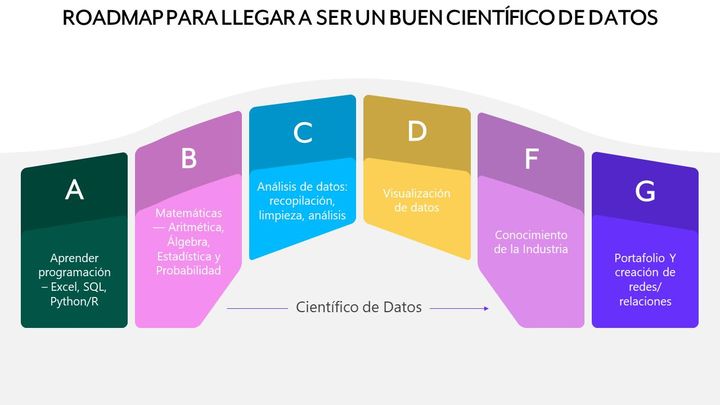 ROADMAP PARA LLEGAR A SER UN BUEN CIENTÍFICO DE DATOS
A
Aprender
programación
– Excel, SQL,
Python/R
B
Matemáticas
— Aritmética,
Álgebra,
Estadística y
Probabilidad
C
Análisis de datos:
recopilación,
limpieza, análisis
D
Visualización
de datos
F
Conocimiento
de la Industria
G
Portafolio Y
creación de
redes/
relaciones
Científico de Datos